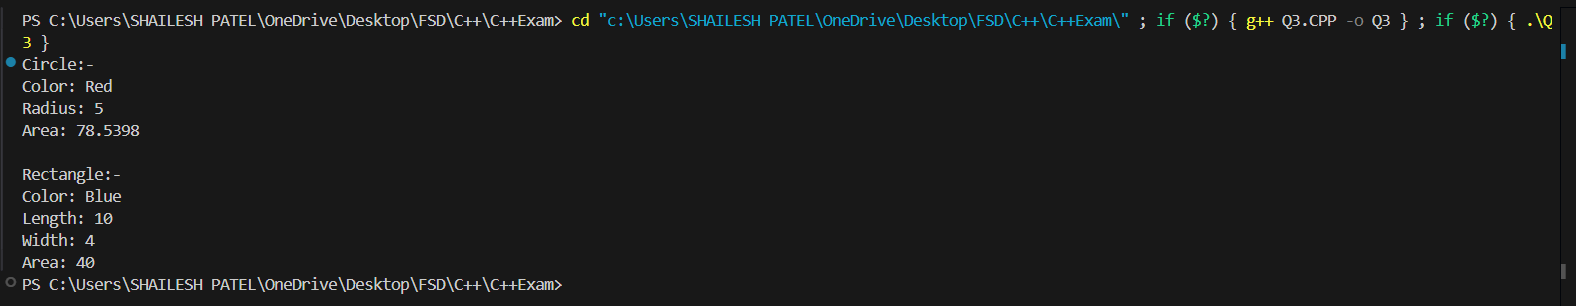 PS C:\Users\SHAILESH PATEL\OneDrive\Desktop\FSD\C++\C++Exam> cd "c:\Users\SHAILESH PATEL\OneDrive\Desktop\FSD\C++\C++Exam\" ; if ($?) { g++ Q3.CPP -o Q3 } ; if ($?) { .\Q
3 }
Circle:-
Color: Red
Radius: 5
Area: 78.5398

Rectangle:-
Color: Blue
Length: 10
Width: 4
Area: 40
PS C:\Users\SHAILESH PATEL\OneDrive\Desktop\FSD\C++\C++Exam>